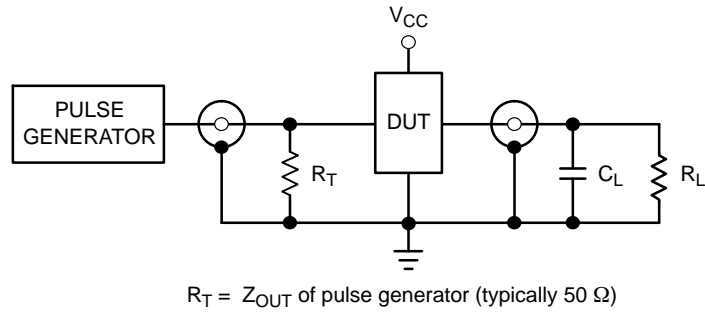 V_CC
PULSE
GENERATOR
DUT
R_T
C_L
R_L
R_T = Z_OUT of pulse generator (typically 50 Ω)